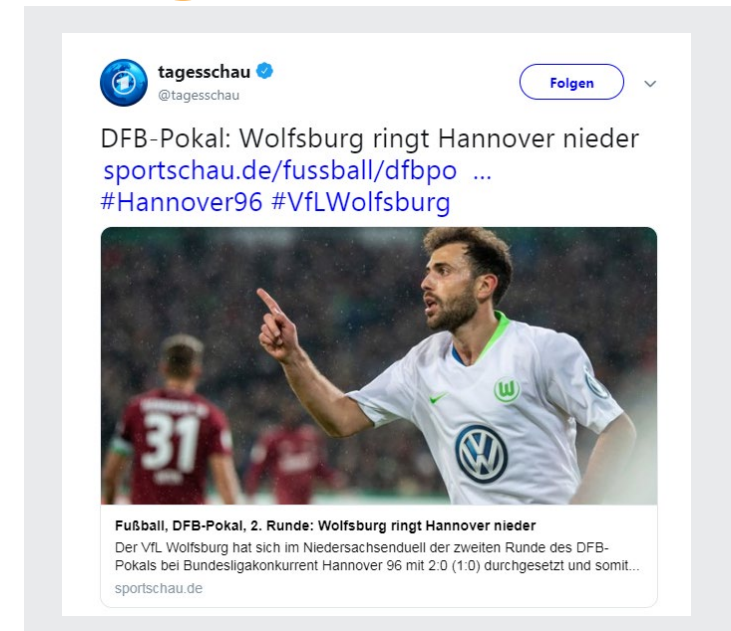 tagesschau
@tagesschau
Folgen
DFB-Pokal: Wolfsburg ringt Hannover nieder
sportschau.de/fussball/dfbpo ...
#Hannover96 #VfLWolfsburg
31
W
Fußball, DFB-Pokal, 2. Runde: Wolfsburg ringt Hannover nieder
Der VfL Wolfsburg hat sich im Niedersachsenduell der zweiten Runde des DFB-
Pokals bei Bundesligakonkurrent Hannover 96 mit 2:0 (1:0) durchgesetzt und somit...
sportschau.de